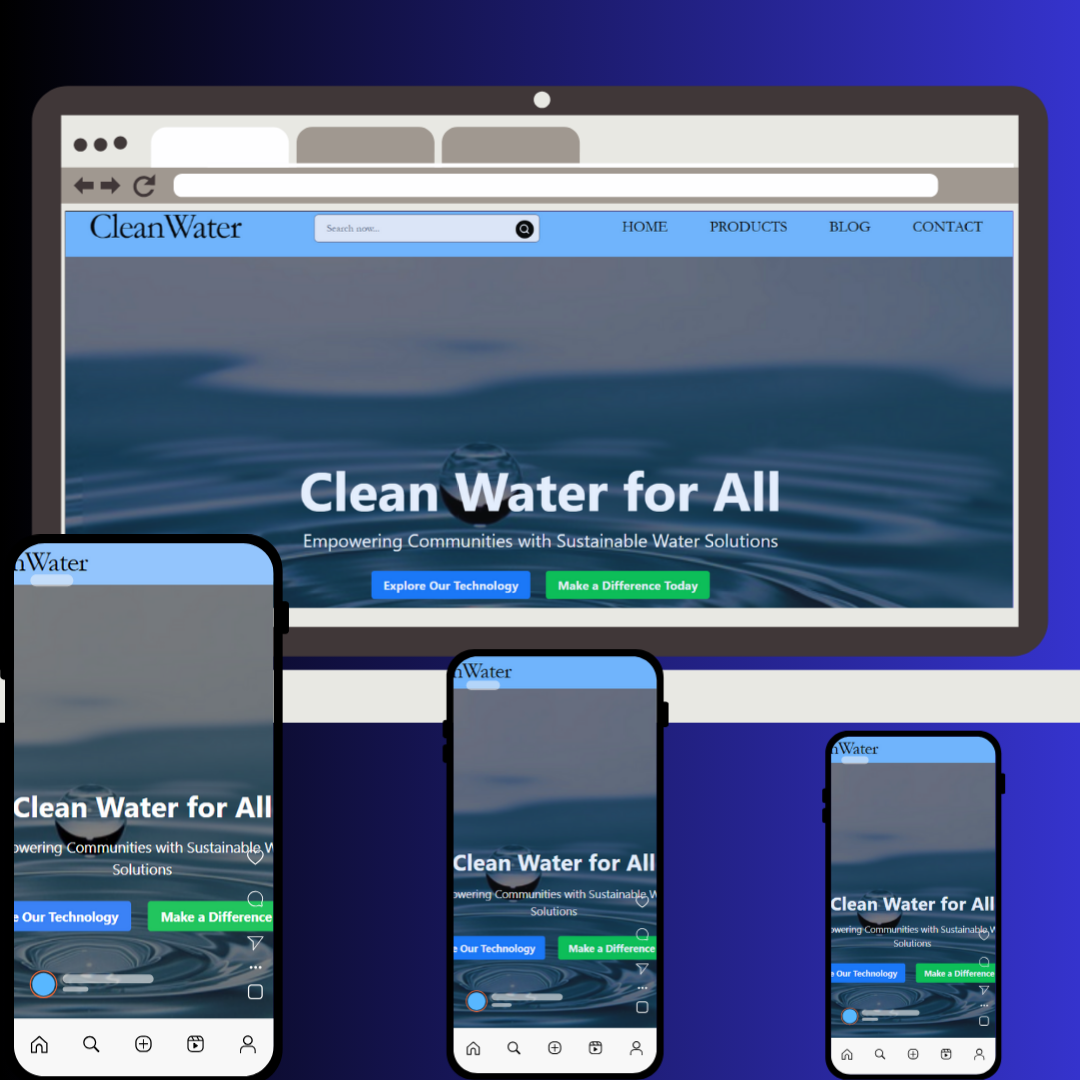 CleanWater
Search now...
HOME PRODUCTS BLOG CONTACT
Clean Water for All
Empowering Communities with Sustainable Water Solutions
Explore Our Technology
Make a Difference Today
nWater
Clean Water for All
owering Communities with Sustainable W
Solutions
e Our Technology
Make a Difference
nWater
Clean Water for All
owering Communities with Sustainable W
Solutions
e Our Technology
Make a Difference
nWater
Clean Water for All
owering Communities with Sustainable W
Solutions
e Our Technology
Make a Difference